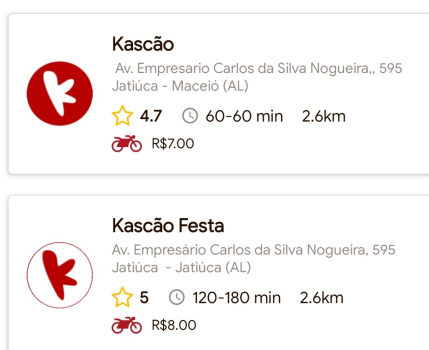 Kascão
Av. Empresario Carlos da Silva Nogueira,, 595
Jatiúca - Maceió (AL)
4.7 60-60 min 2.6km
R$7.00
Kascão Festa
Av. Empresário Carlos da Silva Nogueira, 595
Jatiúca - Jatiúca (AL)
5 120-180 min 2.6km
R$8.00